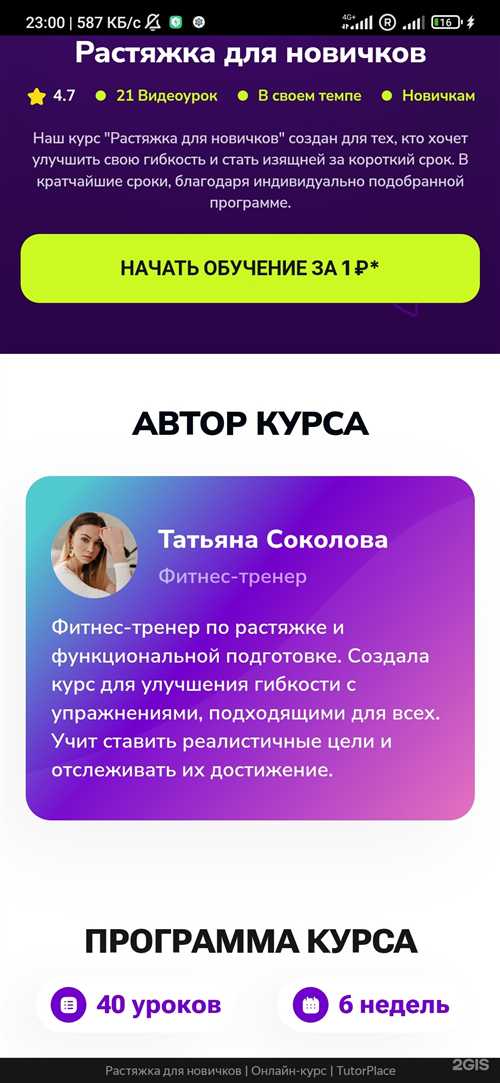 23:00 | 587 КБ/с 4G+ R 16
Растяжка для новичков
4.7 21 Видеоурок В своем темпе Новичкам
Наш курс "Растяжка для новичков" создан для тех, кто хочет
улучшить свою гибкость и стать изящней за короткий срок. В
кратчайшие сроки, благодаря индивидуально подобранной
программе.
НАЧАТЬ ОБУЧЕНИЕ ЗА 1 ₽*
АВТОР КУРСА
Татьяна Соколова
Фитнес-тренер
Фитнес-тренер по растяжке и
функциональной подготовке. Создала
курс для улучшения гибкости с
упражнениями, подходящими для всех.
Учит ставить реалистичные цели и
отслеживать их достижение.
ПРОГРАММА КУРСА
40 уроков 6 недель
Растяжка для новичков | Онлайн-курс | TutorPlace
2GIS